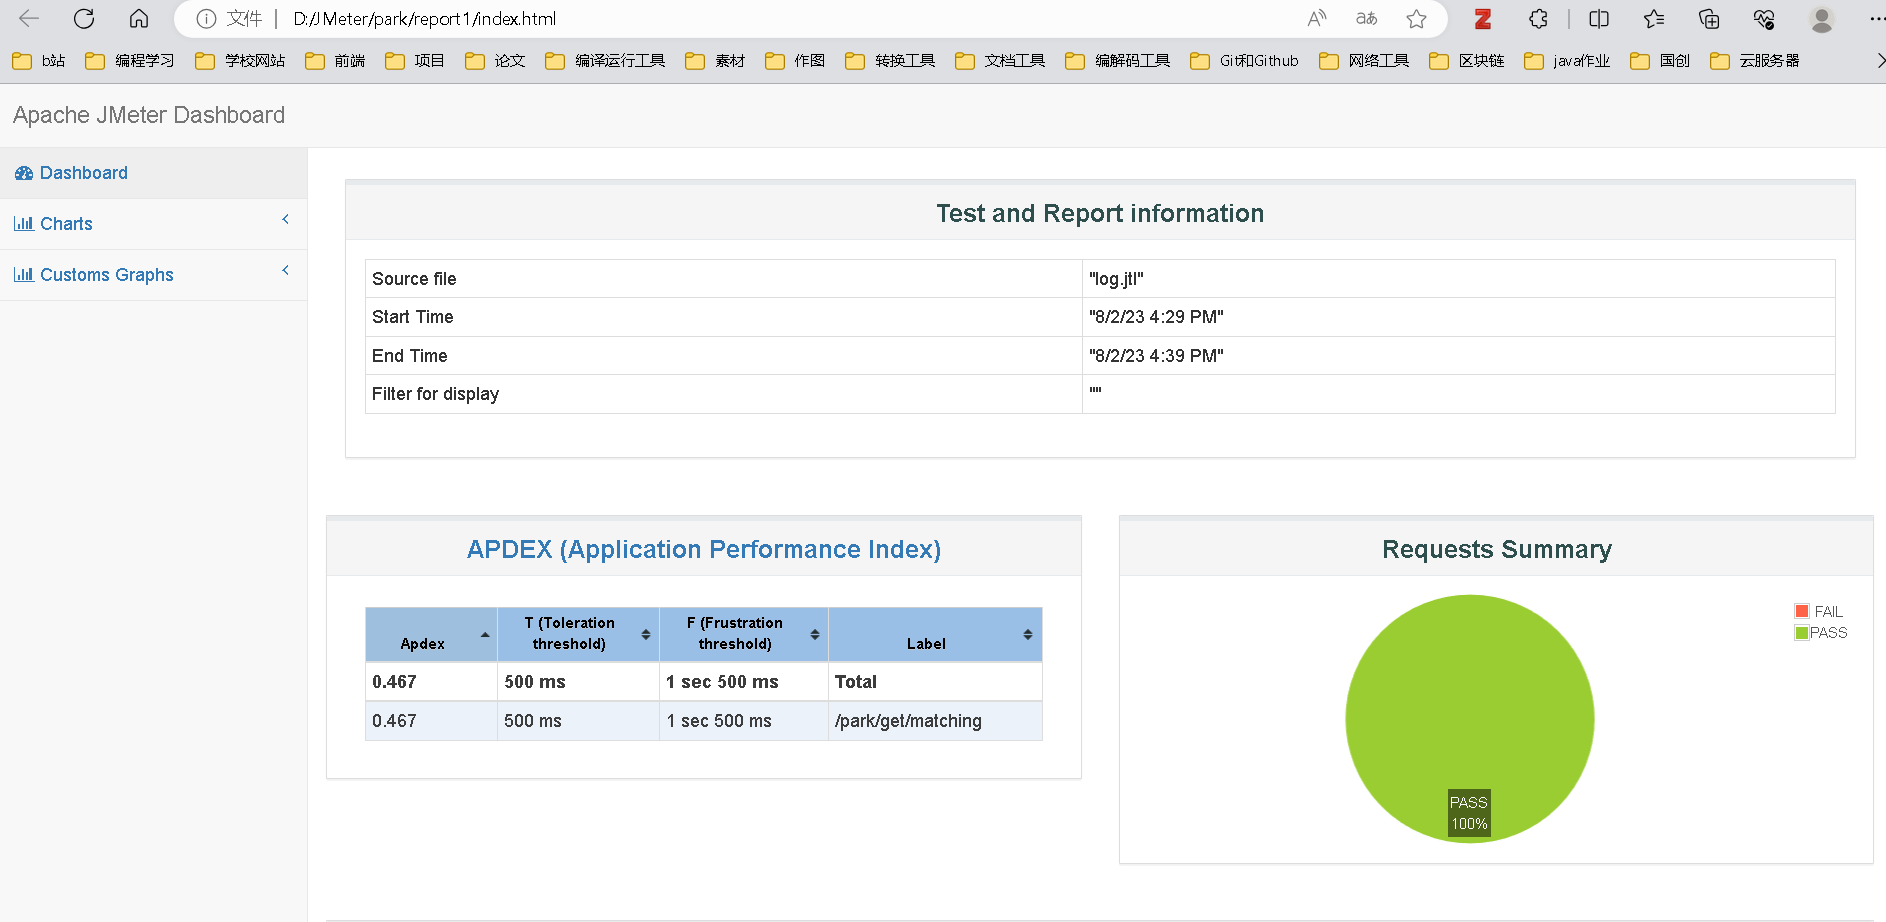 文件 D:/JMeter/park/report1/index.html
b站 编程学习 学校网站 前端 项目 论文 编译运行工具 素材 作图 转换工具 文档工具 编解码工具 Git和Github 网络工具 区块链 java作业 国创 云服务器
Apache JMeter Dashboard
Dashboard
Charts
Customs Graphs
Test and Report information
Source file "log.jtl"
Start Time "8/2/23 4:29 PM"
End Time "8/2/23 4:39 PM"
Filter for display ""
APDEX (Application Performance Index)
Apdex T (Toleration threshold) F (Frustration threshold) Label
0.467 500 ms 1 sec 500 ms Total
0.467 500 ms 1 sec 500 ms /park/get/matching
Requests Summary
FAIL
PASS
PASS
100%